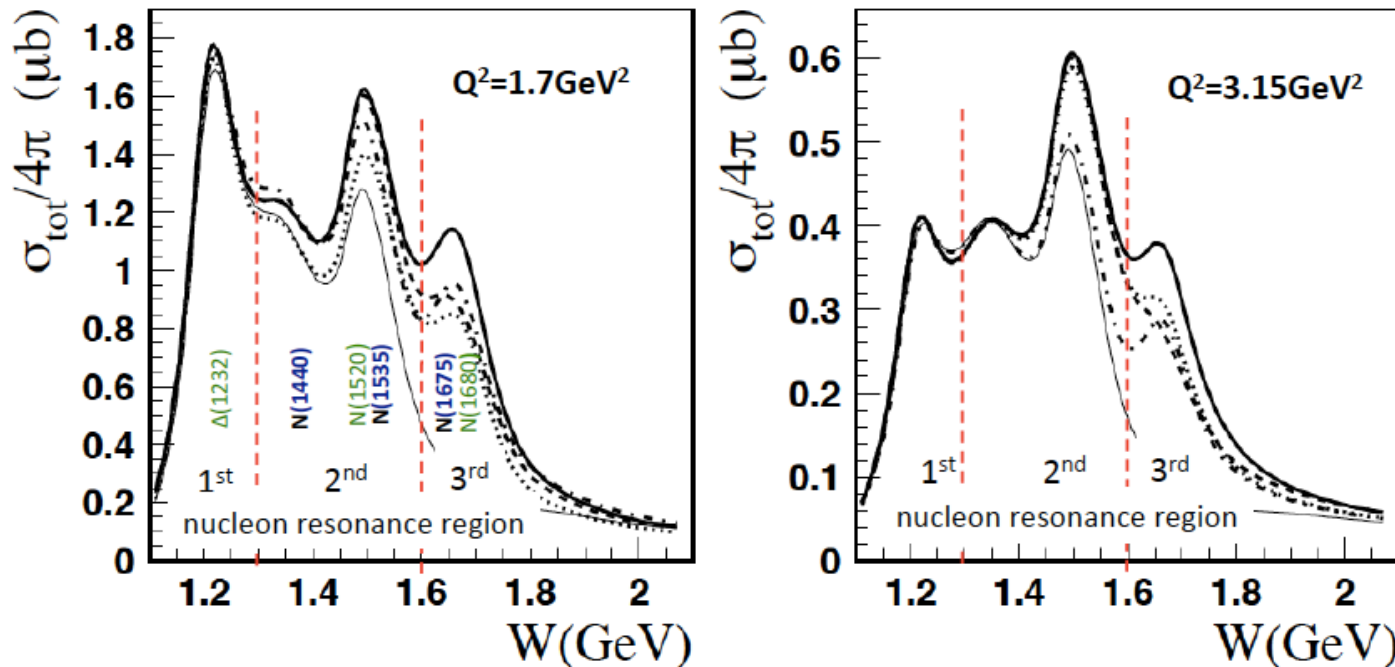 σtot/4π (μb)
1.8
1.6
1.4
1.2
1
0.8
0.6
0.4
0.2
0
Q²=1.7GeV²
Δ(1232)
N(1440)
N(1520)
N(1535)
N(1675)
N(1680)
1st
2nd
3rd
nucleon resonance region
1.2
1.4
1.6
1.8
2
W(GeV)
σtot/4π (μb)
0.6
0.5
0.4
0.3
0.2
0.1
0
Q²=3.15GeV²
1st
2nd
3rd
nucleon resonance region
1.2
1.4
1.6
1.8
2
W(GeV)